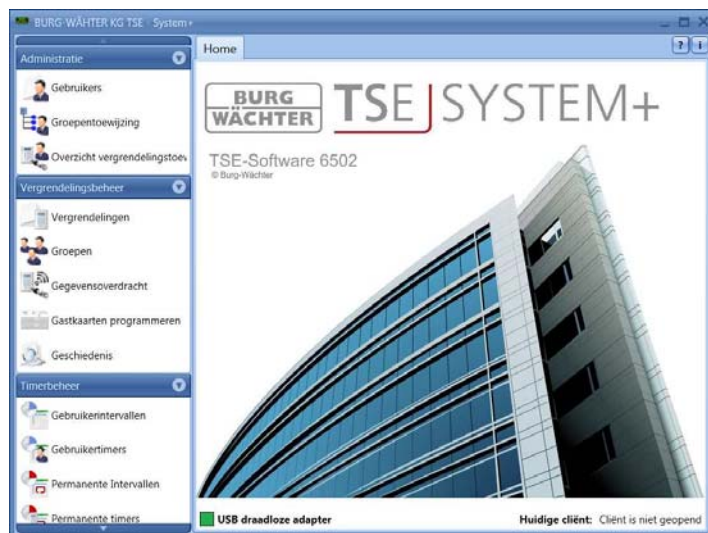 BURG-WÄHTER KG TSE - System+
Home
? i
Administratie
Gebruikers
Groepentoewijzing
Overzicht vergrendelingstoew
Vergrendelingsbeheer
Vergrendelingen
Groepen
Gegevensoverdracht
Gastkaarten programmeren
Geschiedenis
Timerbeheer
Gebruikerintervallen
Gebruikertimers
Permanente Intervallen
Permanente timers
BURG
WÄCHTER
TSE SYSTEM+
TSE-Software 6502
© Burg-Wächter
USB draadloze adapter
Huidige cliënt: Cliënt is niet geopend